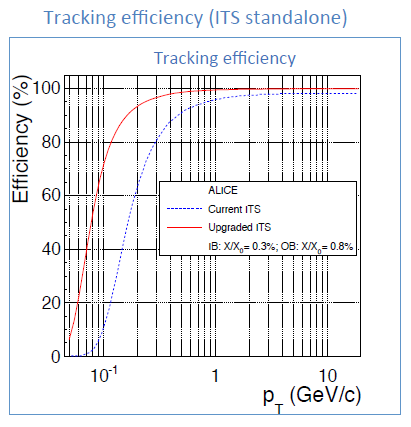 Tracking efficiency (ITS standalone)
Tracking efficiency
Efficiency (%)
100
80
60
40
20
0
ALICE
Current ITS
Upgraded ITS
IB: X/X₀= 0.3%; OB: X/X₀= 0.8%
10⁻¹
1
10
p_T (GeV/c)